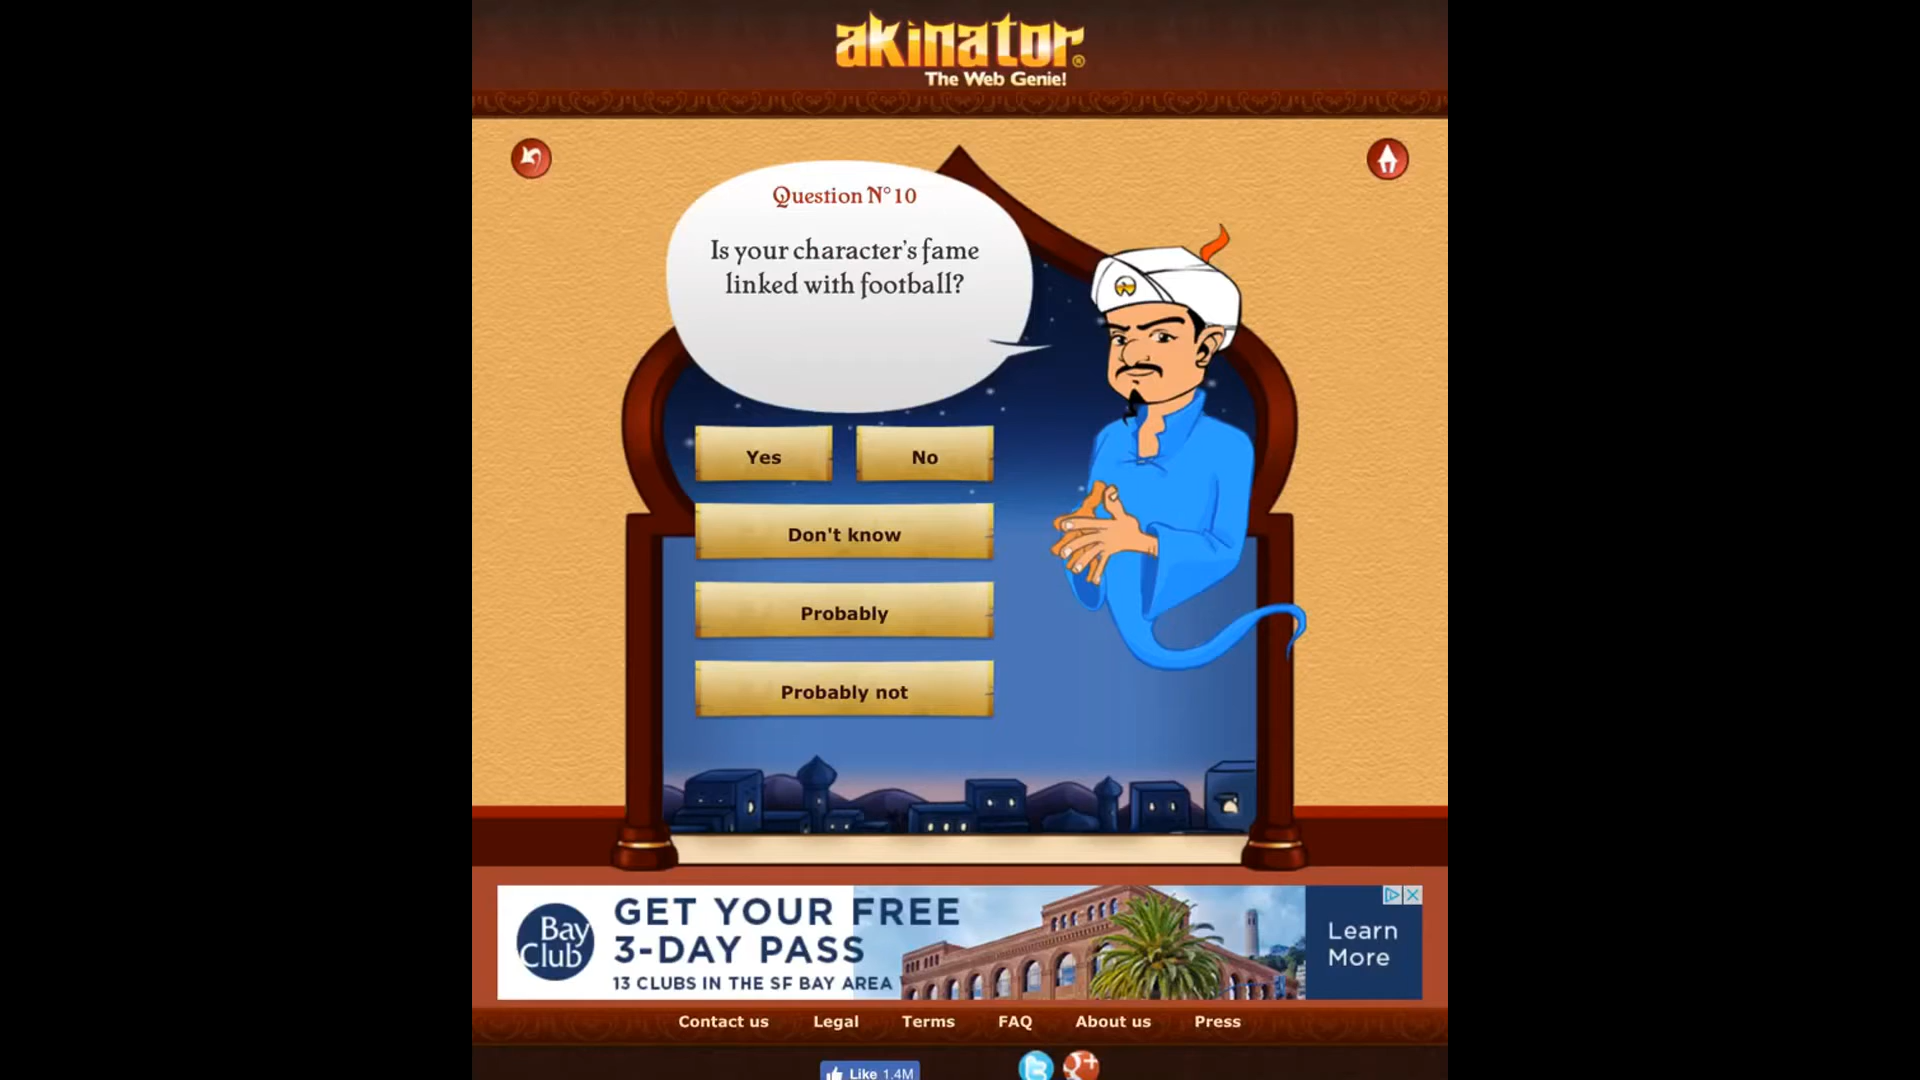 akinator®
The Web Genie!
Question N°10
Is your character's fame
linked with football?
Yes
No
Don't know
Probably
Probably not
Bay
Club
GET YOUR FREE
3-DAY PASS
13 CLUBS IN THE SF BAY AREA
Learn
More
Contact us
Legal
Terms
FAQ
About us
Press
Like 1.4M
g+